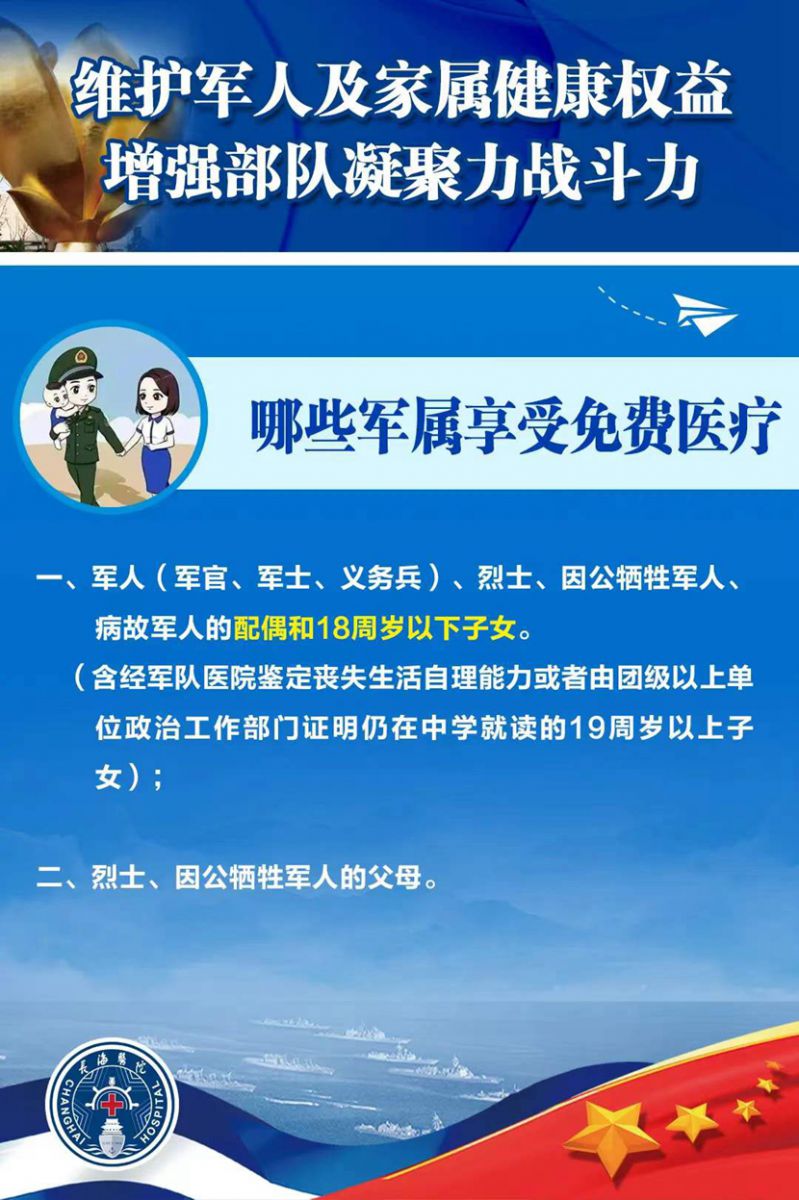 维护军人及家属健康权益
增强部队凝聚力战斗力
哪些军属享受免费医疗
一、军人（军官、军士、义务兵）、烈士、因公牺牲军人、
病故军人的配偶和18周岁以下子女。
（含经军队医院鉴定丧失生活自理能力或者由团级以上单
位政治工作部门证明仍在中学就读的19周岁以上子
女）；
二、烈士、因公牺牲军人的父母。
長海醫院
CHANGHAI HOSPITAL